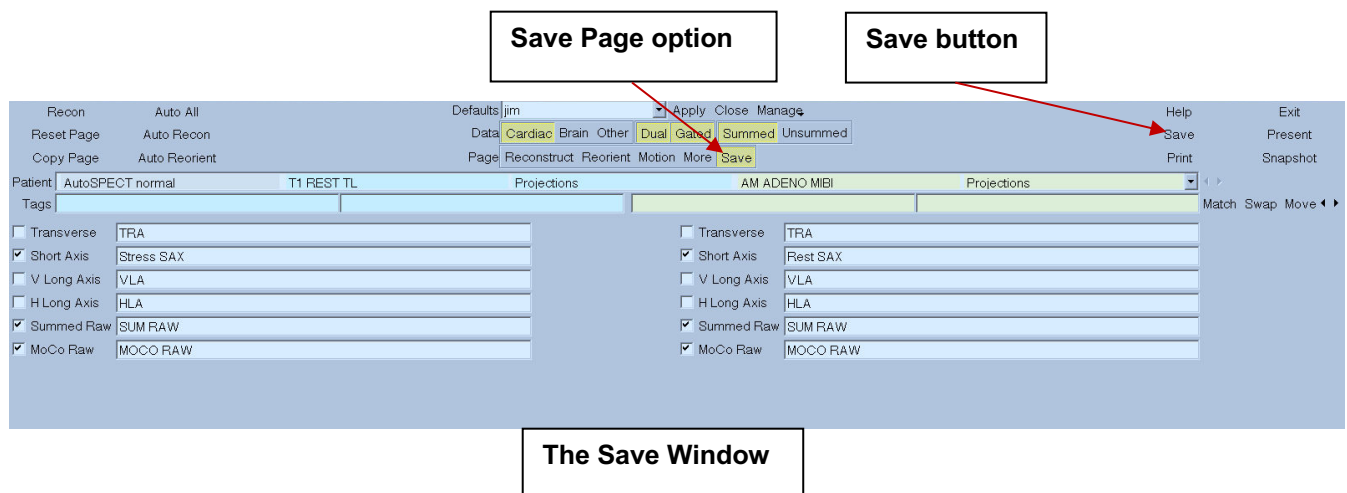 Save Page option
Save button
Recon Auto All Defaults jim Apply Close Manage Help Exit
Reset Page Auto Recon Data Cardiac Brain Other Dual Gated Summed Unsummed Save Present
Copy Page Auto Reorient Page Reconstruct Reorient Motion More Save Print Snapshot
Patient AutoSPECT normal T1 REST TL Projections AM ADENO MIBI Projections
Tags Match Swap Move
Transverse TRA Transverse TRA
Short Axis Stress SAX Short Axis Rest SAX
V Long Axis VLA V Long Axis VLA
H Long Axis HLA H Long Axis HLA
Summed Raw SUM RAW Summed Raw SUM RAW
MoCo Raw MOCO RAW MoCo Raw MOCO RAW
The Save Window